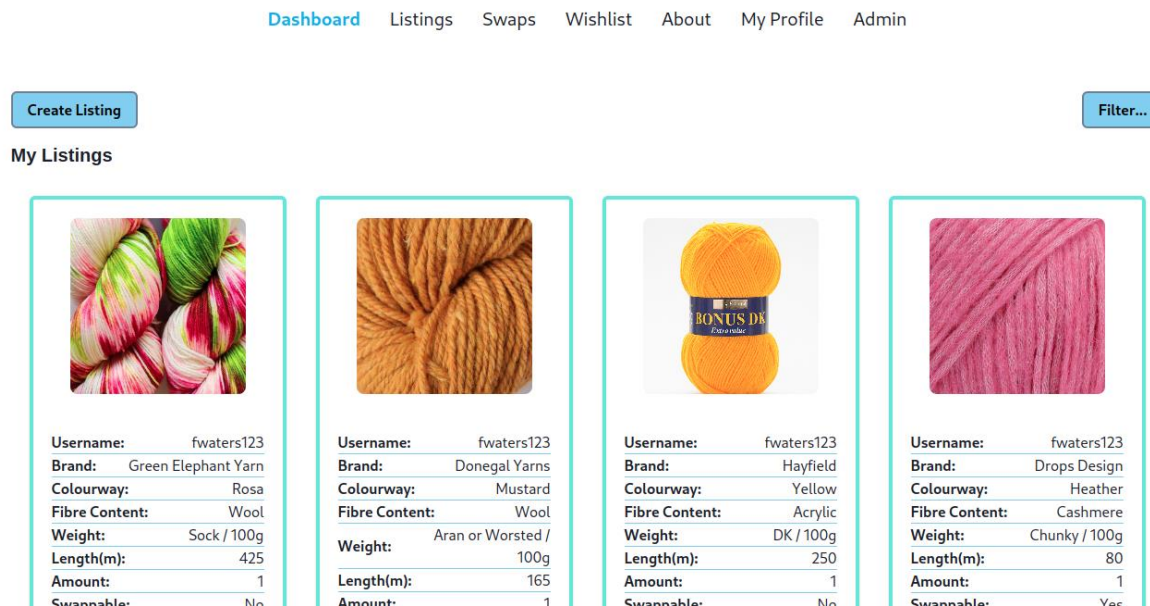 Dashboard Listings Swaps Wishlist About My Profile Admin
Create Listing
Filter...
My Listings
Username: fwaters123
Brand: Green Elephant Yarn
Colourway: Rosa
Fibre Content: Wool
Weight: Sock / 100g
Length(m): 425
Amount: 1
Swappable: No
Username: fwaters123
Brand: Donegal Yarns
Colourway: Mustard
Fibre Content: Wool
Weight: Aran or Worsted /
100g
Length(m): 165
Amount: 1
BONUS DK
Extra value
Username: fwaters123
Brand: Hayfield
Colourway: Yellow
Fibre Content: Acrylic
Weight: DK / 100g
Length(m): 250
Amount: 1
Swappable: No
Username: fwaters123
Brand: Drops Design
Colourway: Heather
Fibre Content: Cashmere
Weight: Chunky / 100g
Length(m): 80
Amount: 1
Swappable: Yes